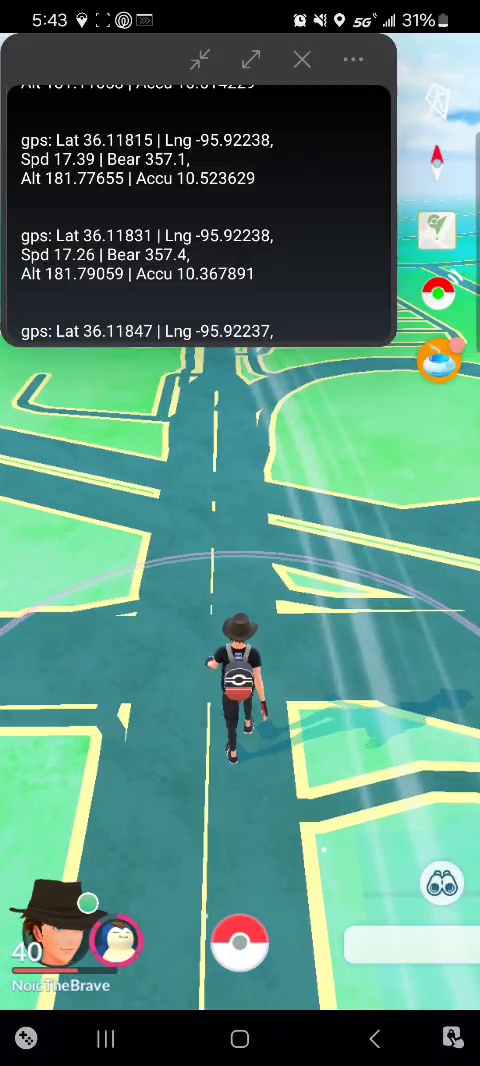 5:43
5G
31%
gps: Lat 36.11815 | Lng -95.92238,
Spd 17.39 | Bear 357.1,
Alt 181.77655 | Accu 10.523629
gps: Lat 36.11831 | Lng -95.92238,
Spd 17.26 | Bear 357.4,
Alt 181.79059 | Accu 10.367891
gps: Lat 36.11847 | Lng -95.92237,
40
NoicTheBrave